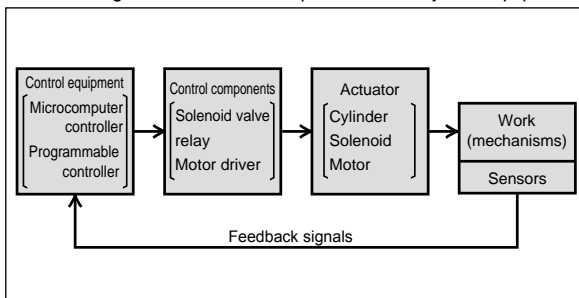 Control equipment
Microcomputer
controller
Programmable
controller
Control components
Solenoid valve
relay
Motor driver
Actuator
Cylinder
Solenoid
Motor
Work
(mechanisms)
Sensors
Feedback signals